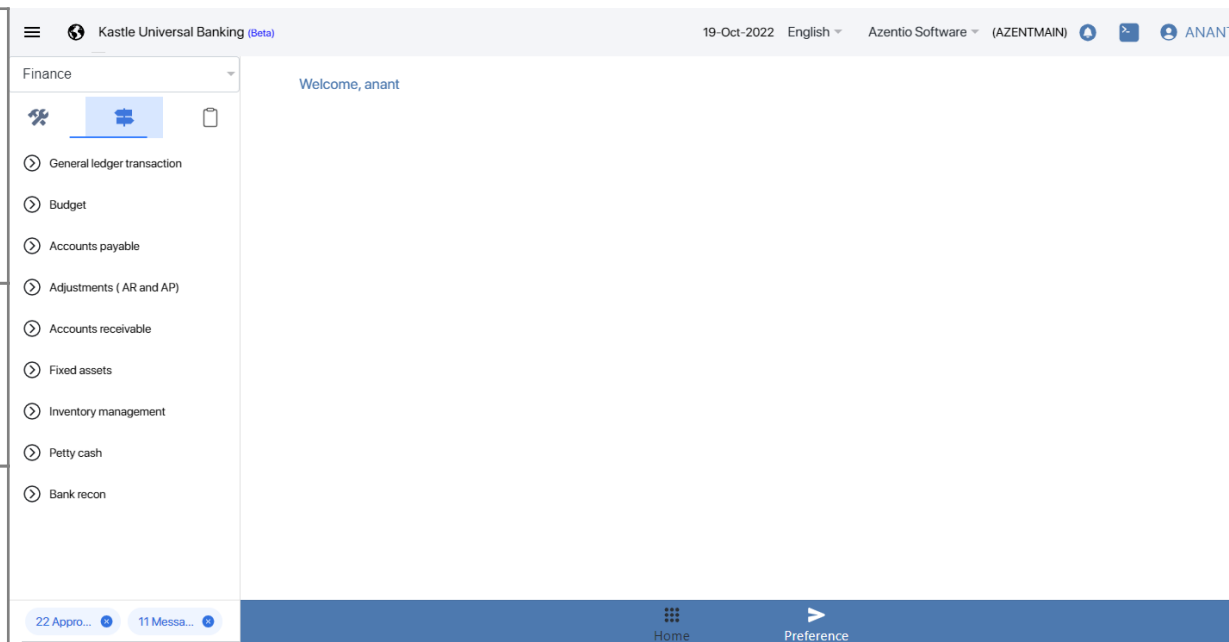 Kastle Universal Banking (Beta) 19-Oct-2022 English Azentio Software (AZENTMAIN) ANANT
Finance
Welcome, anant
General ledger transaction
Budget
Accounts payable
Adjustments ( AR and AP)
Accounts receivable
Fixed assets
Inventory management
Petty cash
Bank recon
22 Appro... 11 Messa...
Home Preference